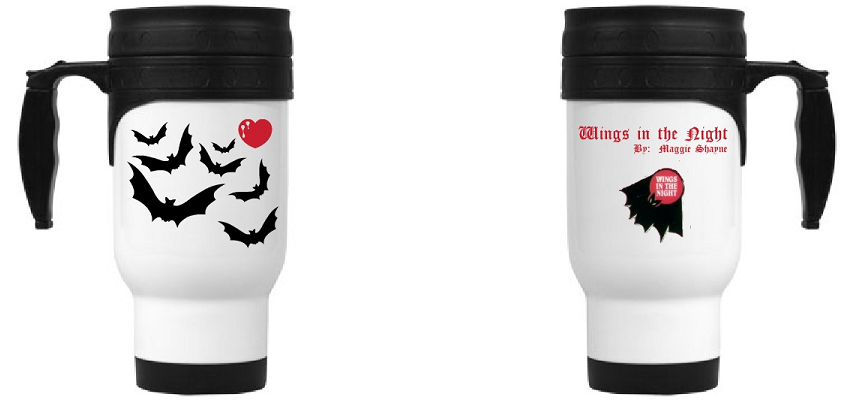 Wings in the Night
By: Maggie Shayne
WINGS
IN THE
NIGHT